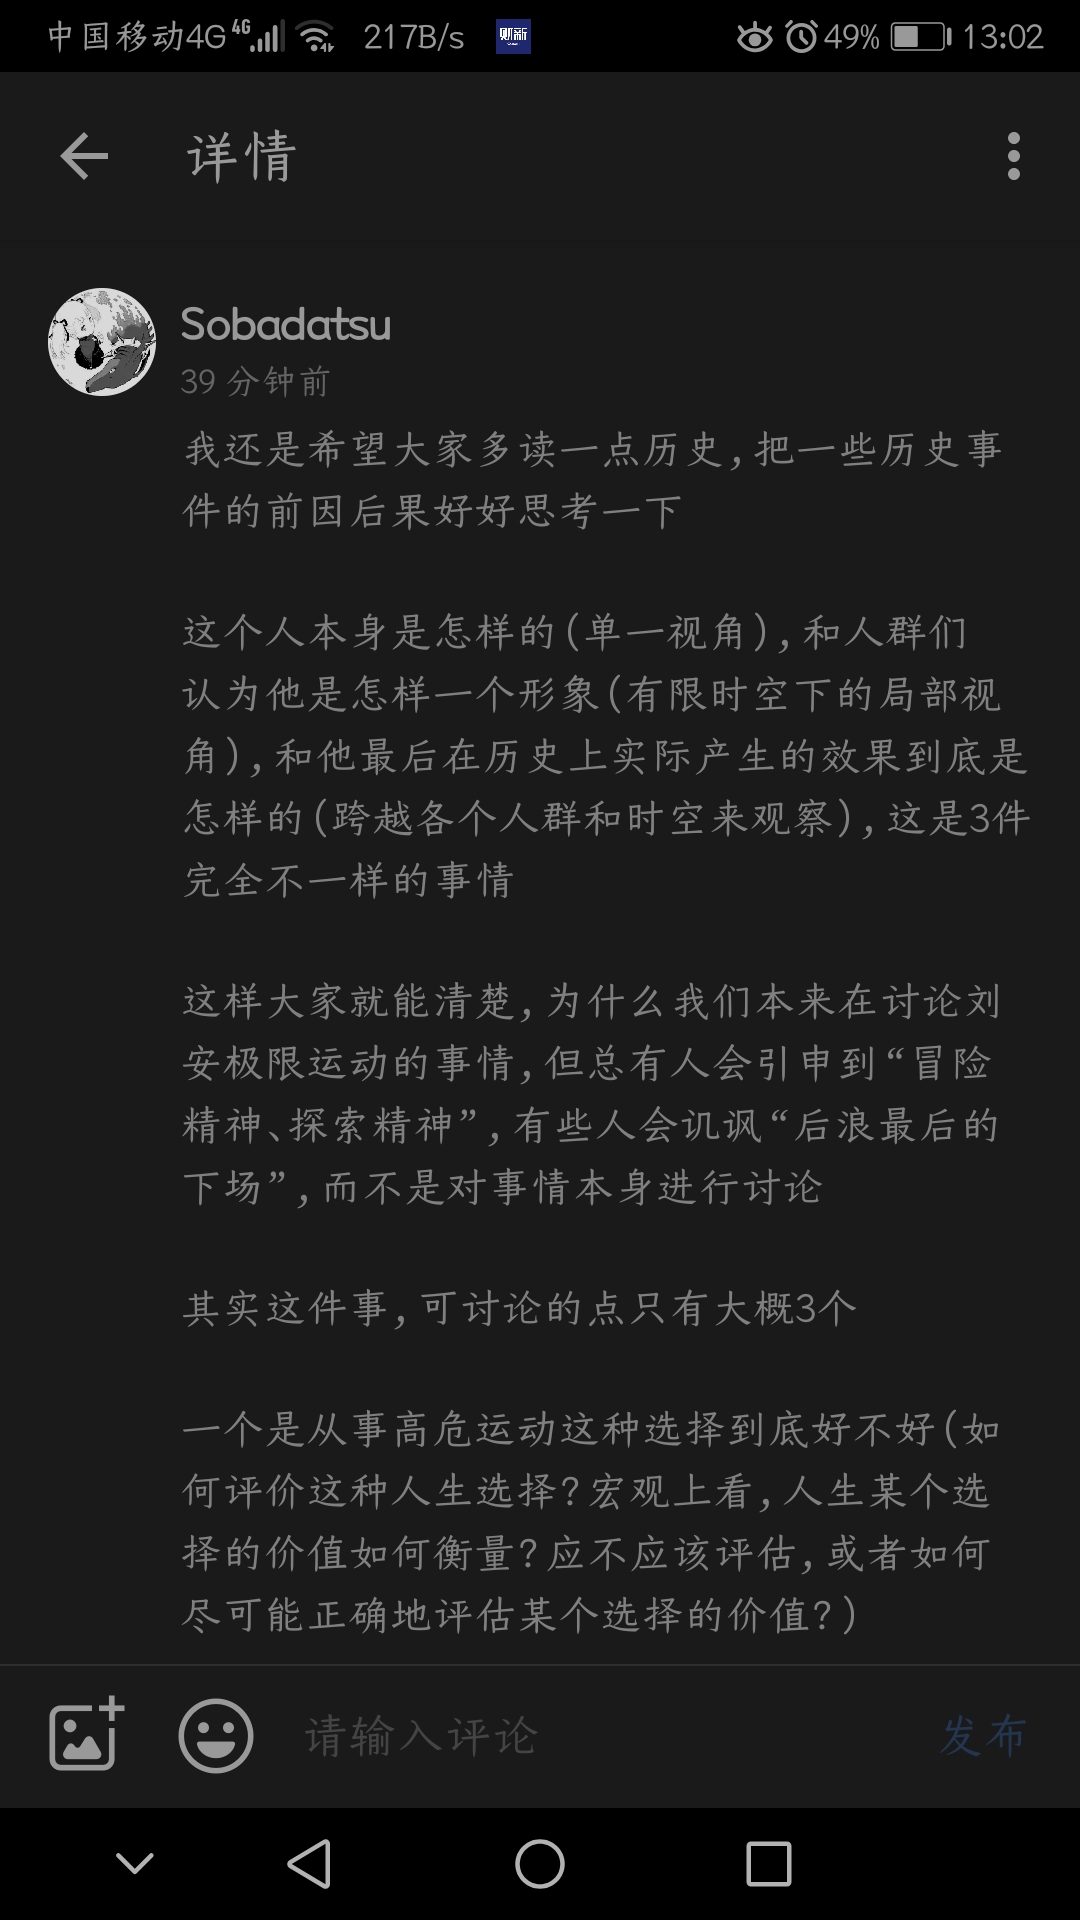 中国移动4G 4G 217B/s 财新 49% 13:02
详情
Sobadatsu
39 分钟前
我还是希望大家多读一点历史,把一些历史事
件的前因后果好好思考一下
这个人本身是怎样的(单一视角),和人群们
认为他是怎样一个形象(有限时空下的局部视
角),和他最后在历史上实际产生的效果到底是
怎样的(跨越各个人群和时空来观察),这是3件
完全不一样的事情
这样大家就能清楚,为什么我们本来在讨论刘
安极限运动的事情,但总有人会引申到“冒险
精神、探索精神”,有些人会讥讽“后浪最后的
下场”,而不是对事情本身进行讨论
其实这件事,可讨论的点只有大概3个
一个是从事高危运动这种选择到底好不好(如
何评价这种人生选择?宏观上看,人生某个选
择的价值如何衡量?应不应该评估,或者如何
尽可能正确地评估某个选择的价值?)
请输入评论
发布